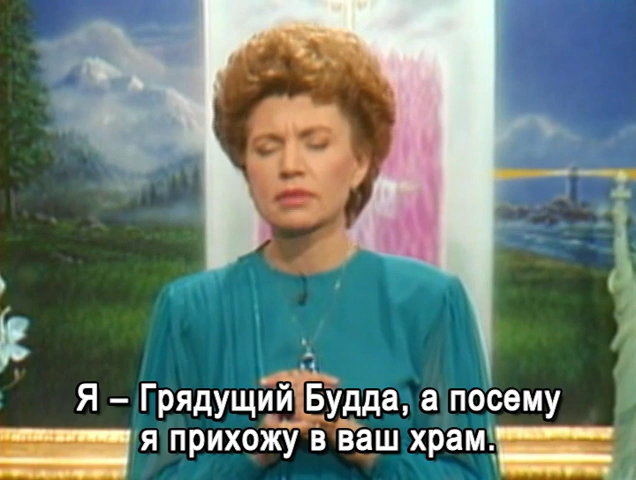 Я – Грядущий Будда, а посему
я прихожу в ваш храм.